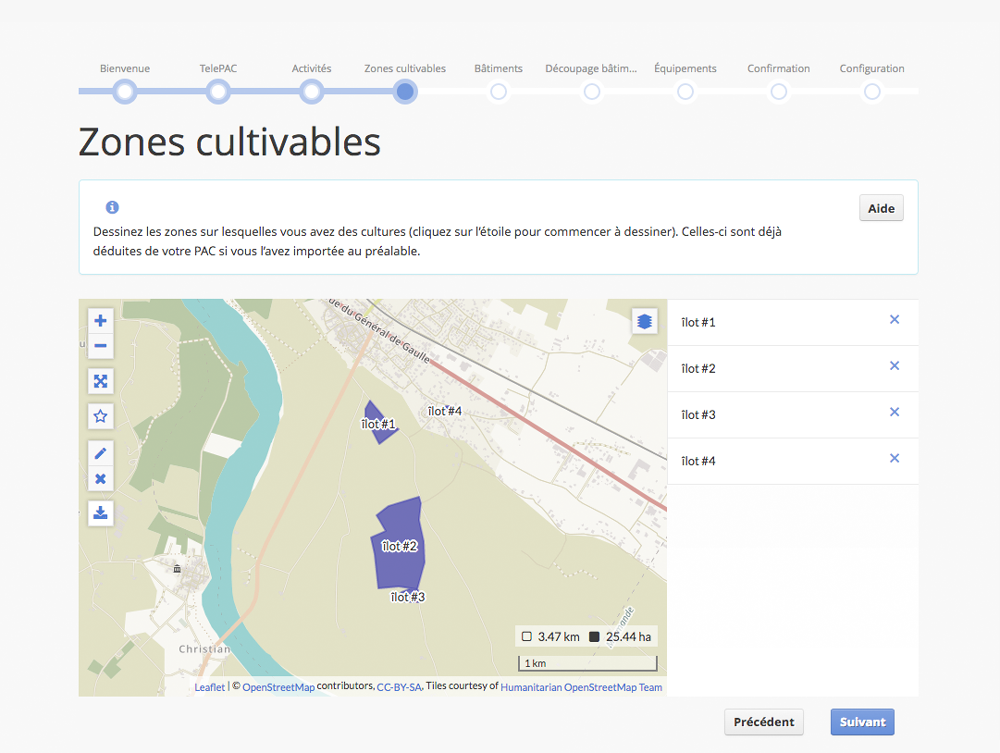 Bienvenue
TelePAC
Activités
Zones cultivables
Bâtiments
Découpage bâtim...
Équipements
Confirmation
Configuration
Zones cultivables
Aide
Dessinez les zones sur lesquelles vous avez des cultures (cliquez sur l'étoile pour commencer à dessiner). Celles-ci sont déjà
déduites de votre PAC si vous l'avez importée au préalable.
ue du Général de Gaulle
îlot #1
îlot #4
îlot #2
îlot #3
Christian
3.47 km
25.44 ha
1 km
Leaflet | © OpenStreetMap contributors, CC-BY-SA, Tiles courtesy of Humanitarian OpenStreetMap Team
îlot #1
îlot #2
îlot #3
îlot #4
Précédent
Suivant